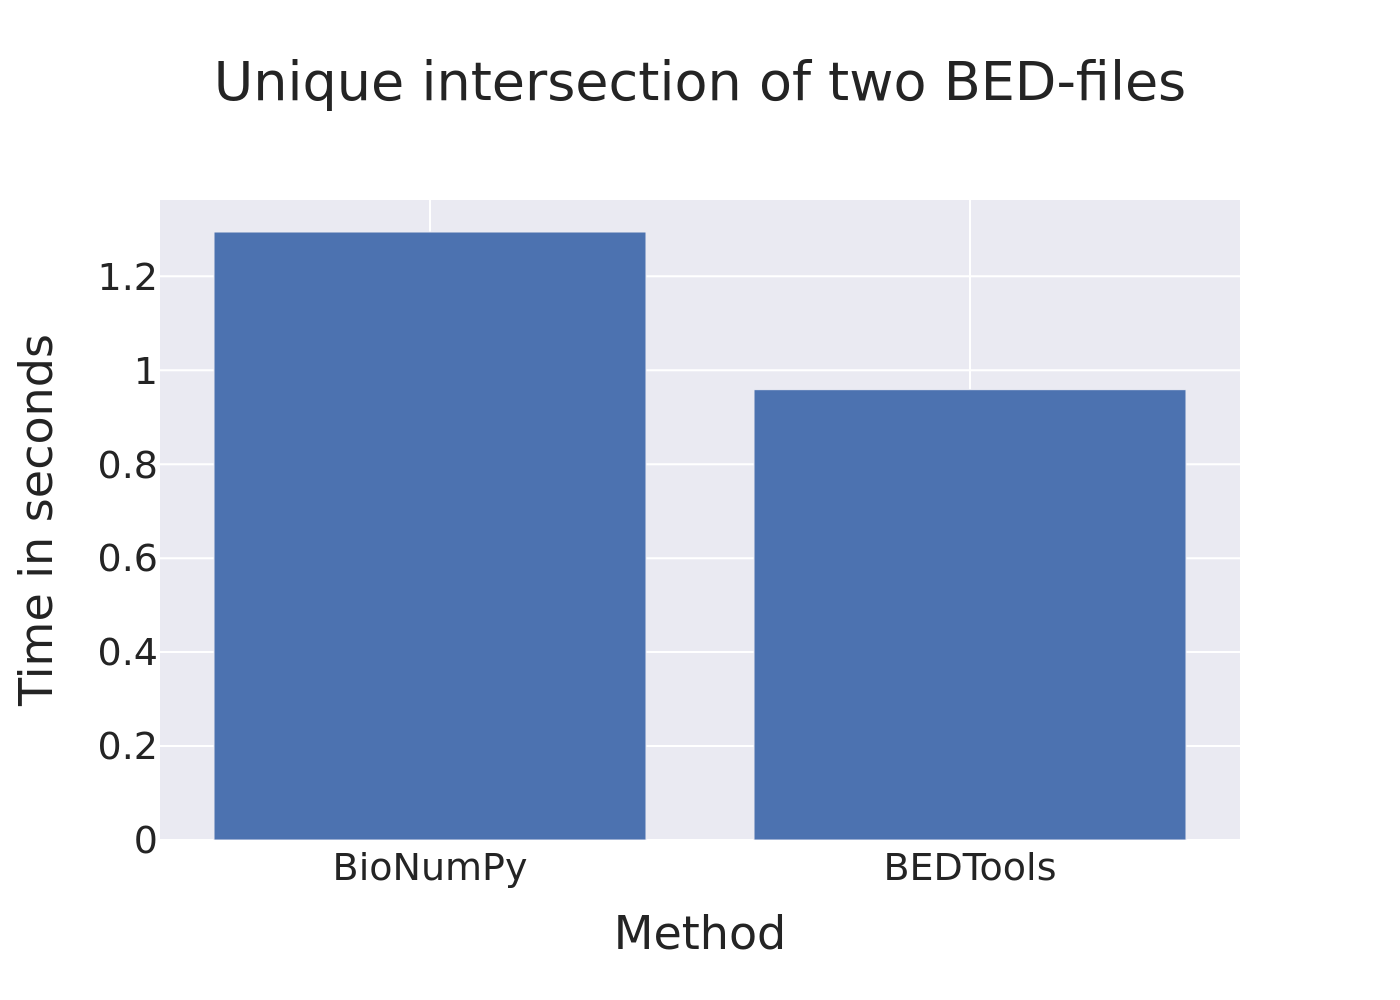 Unique intersection of two BED-files
Time in seconds
1.2
1
0.8
0.6
0.4
0.2
0
BioNumPy
BEDTools
Method